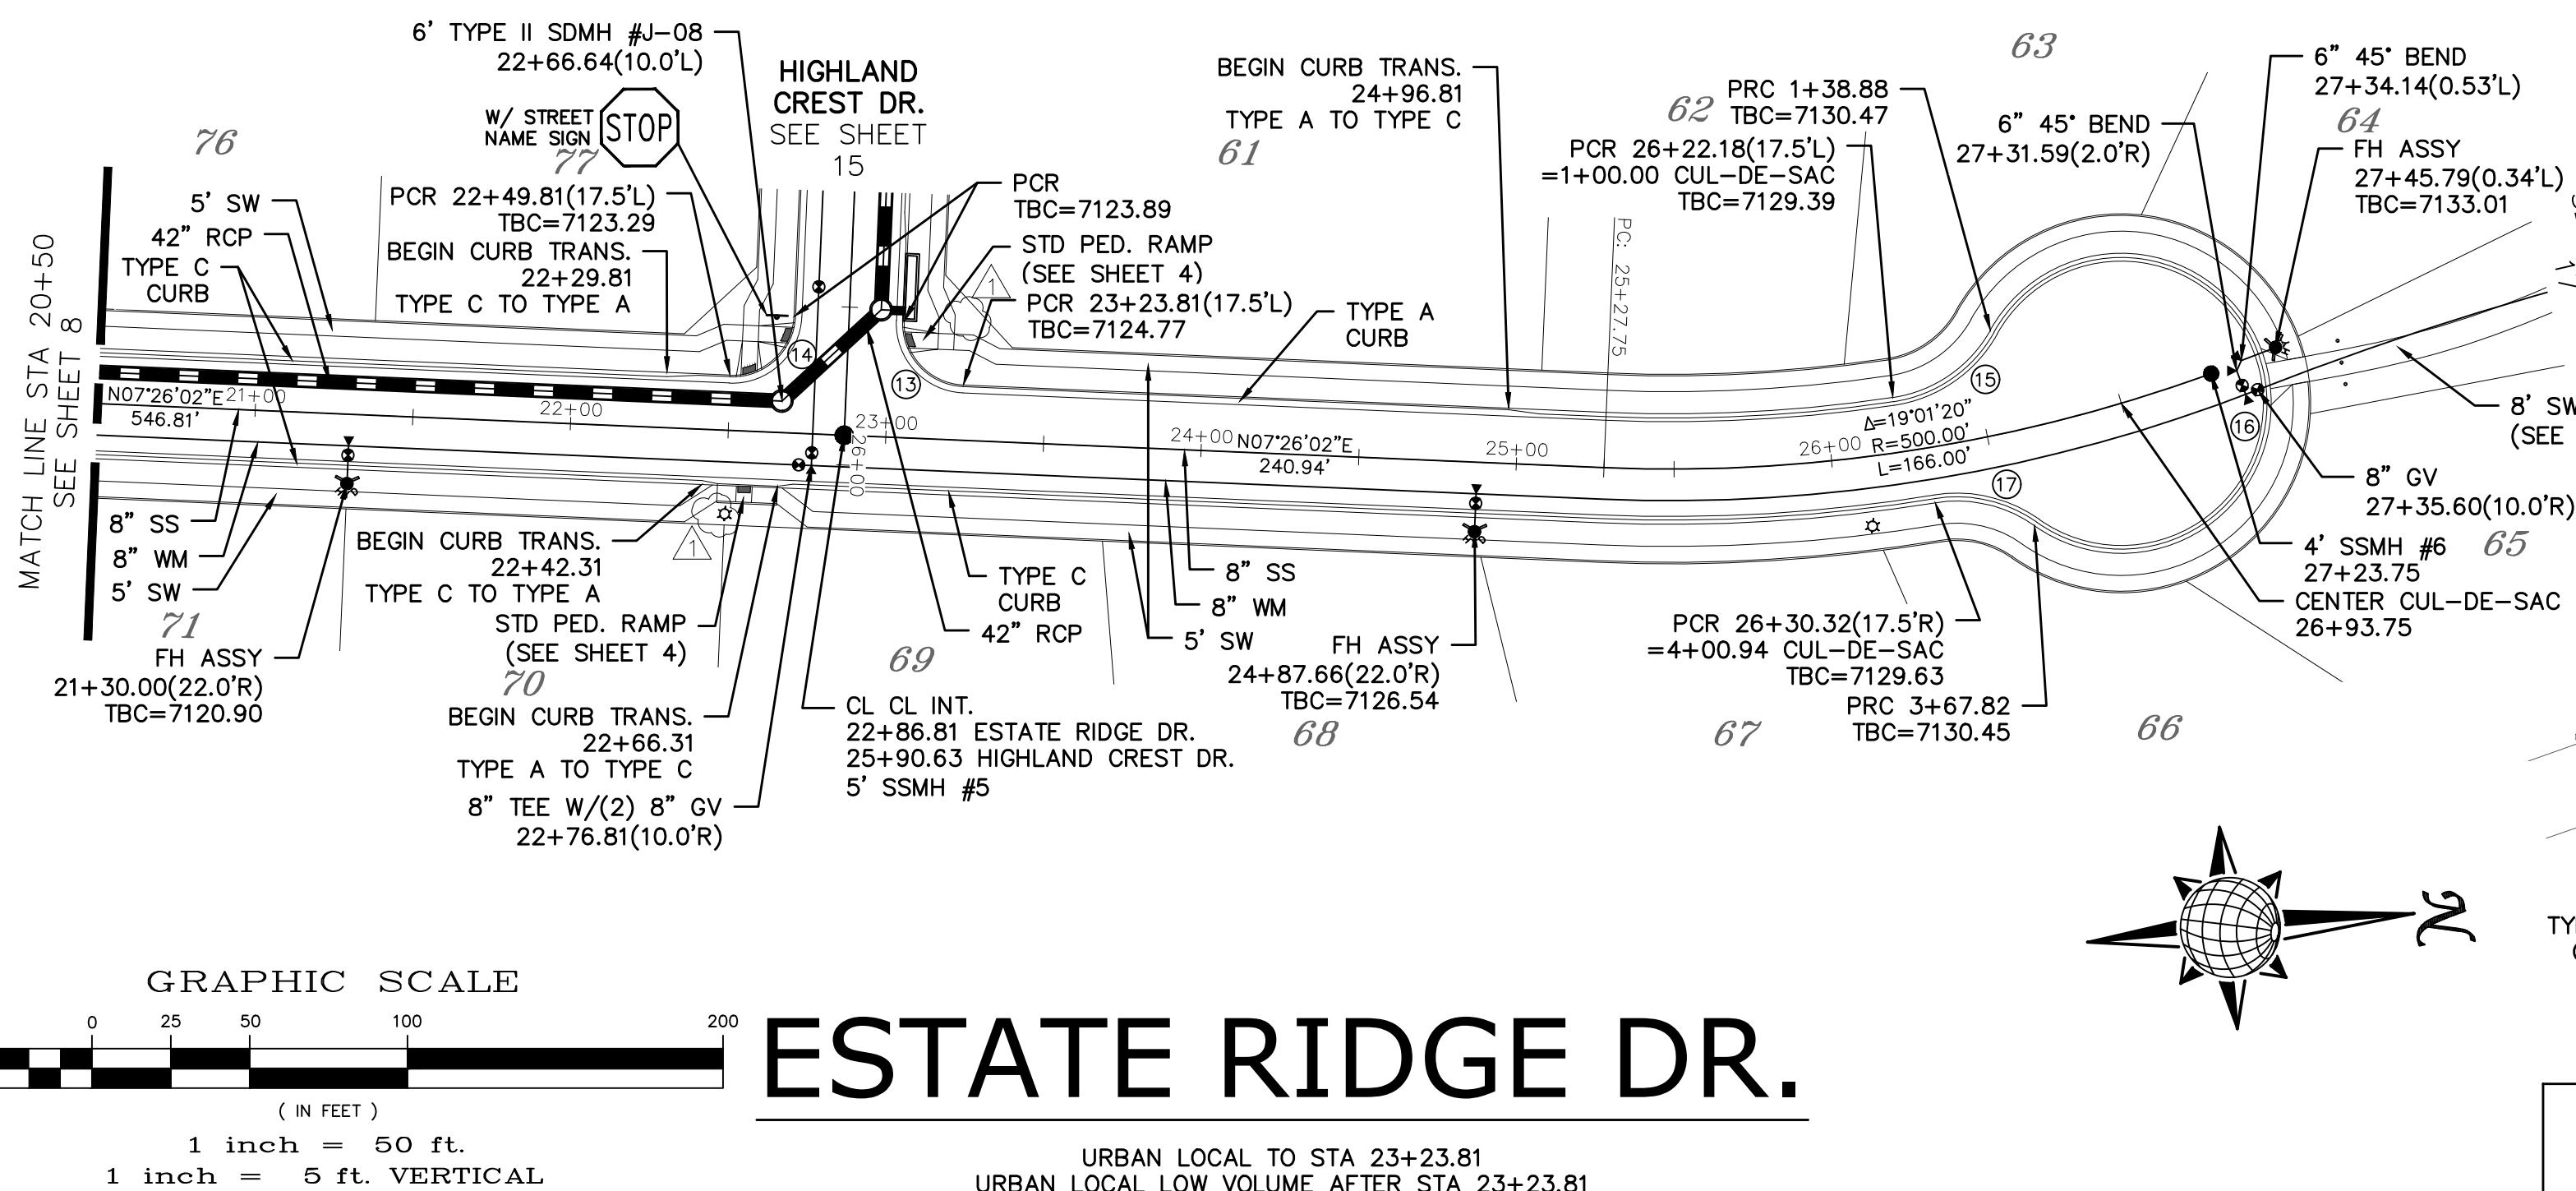 6' TYPE II SDMH #J-08
22+66.64(10.0'L)
W/ STREET
NAME SIGN
STOP
HIGHLAND
CREST DR.
SEE SHEET
15
76
77
5' SW
42" RCP
TYPE C
CURB
PCR 22+49.81(17.5'L)
TBC=7123.29
BEGIN CURB TRANS.
22+29.81
TYPE C TO TYPE A
PCR
TBC=7123.89
STD PED. RAMP
(SEE SHEET 4)
1
PCR 23+23.81(17.5'L)
TBC=7124.77
TYPE A
CURB
BEGIN CURB TRANS.
24+96.81
TYPE A TO TYPE C
61
62
63
PRC 1+38.88
TBC=7130.47
PCR 26+22.18(17.5'L)
=1+00.00 CUL-DE-SAC
TBC=7129.39
6" 45° BEND
27+31.59(2.0'R)
6" 45° BEND
27+34.14(0.53'L)
64
FH ASSY
27+45.79(0.34'L)
TBC=7133.01
MATCH LINE STA 20+50
SEE SHEET 8
N07°26'02"E
546.81'
21+00
22+00
23+00
26+00
24+00
N07°26'02"E
240.94'
25+00
PC: 25+27.75
26+00
Δ=19°01'20"
R=500.00'
L=166.00'
13
14
15
16
17
8' SW
(SEE
8" GV
27+35.60(10.0'R)
4' SSMH #6
27+23.75
65
CENTER CUL-DE-SAC
26+93.75
8" SS
8" WM
5' SW
71
FH ASSY
21+30.00(22.0'R)
TBC=7120.90
BEGIN CURB TRANS.
22+42.31
TYPE C TO TYPE A
1
STD PED. RAMP
(SEE SHEET 4)
70
BEGIN CURB TRANS.
22+66.31
TYPE A TO TYPE C
8" TEE W/(2) 8" GV
22+76.81(10.0'R)
69
CL CL INT.
22+86.81 ESTATE RIDGE DR.
25+90.63 HIGHLAND CREST DR.
5' SSMH #5
TYPE C
CURB
42" RCP
8" SS
8" WM
5' SW
FH ASSY
24+87.66(22.0'R)
TBC=7126.54
68
PCR 26+30.32(17.5'R)
=4+00.94 CUL-DE-SAC
TBC=7129.63
PRC 3+67.82
TBC=7130.45
67
66
N
GRAPHIC SCALE
0 25 50 100 200
( IN FEET )
1 inch = 50 ft.
1 inch = 5 ft. VERTICAL
ESTATE RIDGE DR.
URBAN LOCAL TO STA 23+23.81
URBAN LOCAL LOW VOLUME AFTER STA 23+23.81